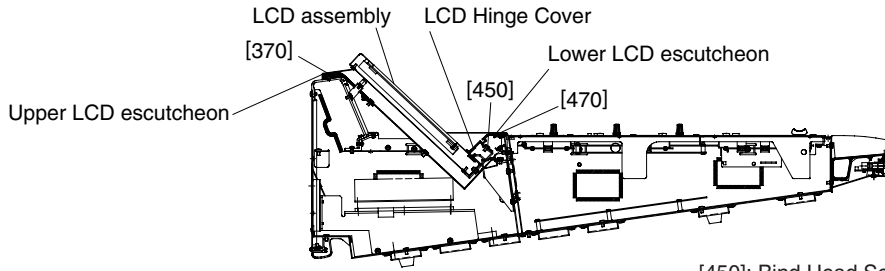 LCD assembly
LCD Hinge Cover
[370]
Lower LCD escutcheon
[450]
[470]
Upper LCD escutcheon